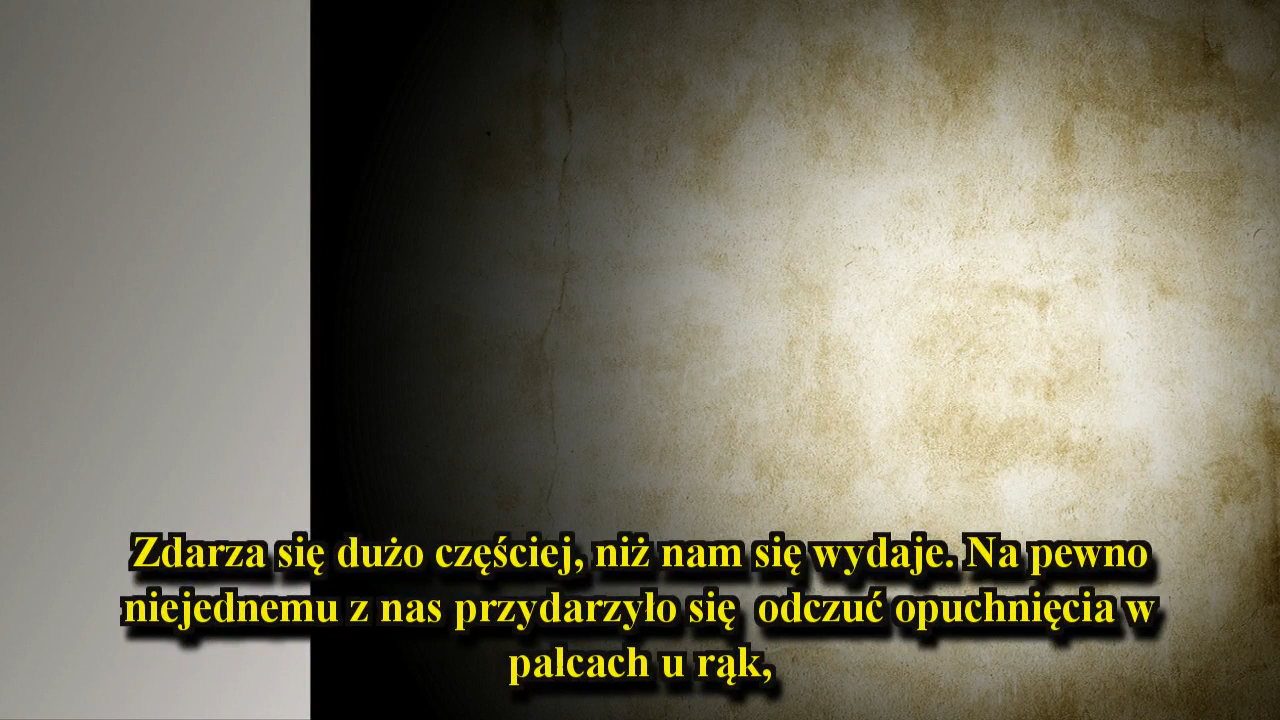 Zdarza się dużo częściej, niż nam się wydaje. Na pewno
niejednemu z nas przydarzyło się  odczuć opuchnięcia w
palcach u rąk,